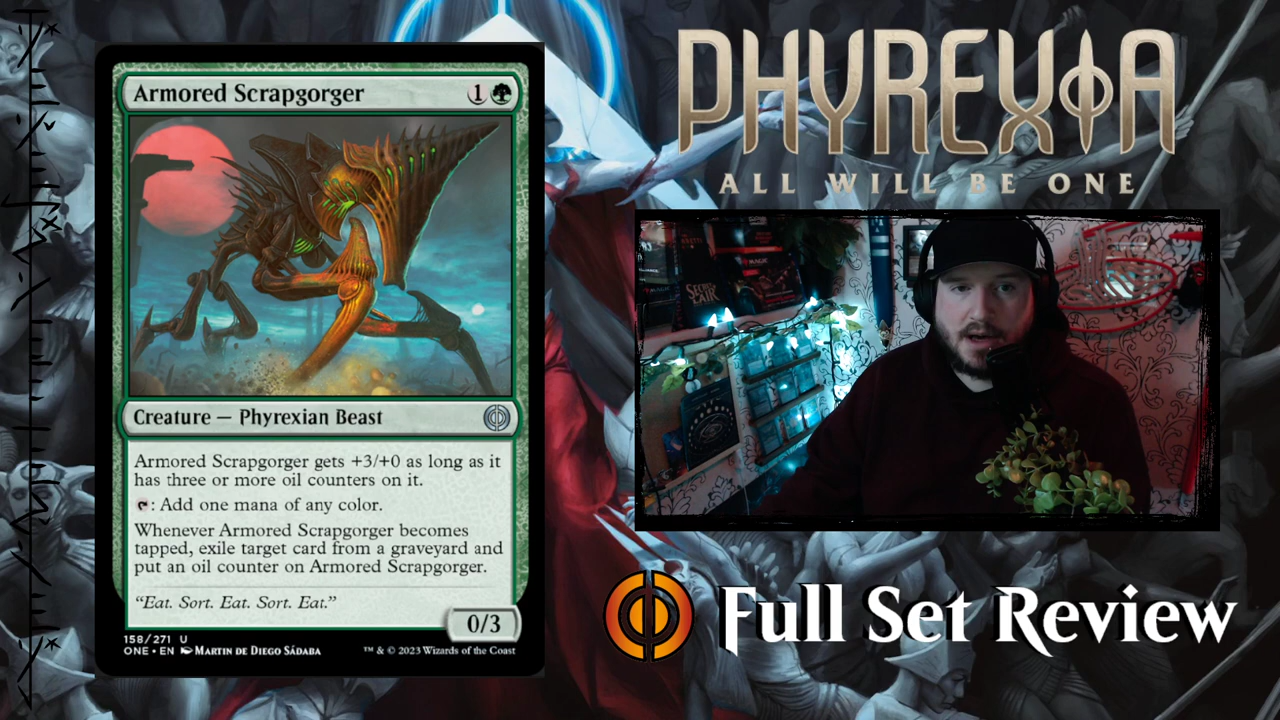 Armored Scrapgorger
1
Creature — Phyrexian Beast
Armored Scrapgorger gets +3/+0 as long as it
has three or more oil counters on it.
: Add one mana of any color.
Whenever Armored Scrapgorger becomes
tapped, exile target card from a graveyard and
put an oil counter on Armored Scrapgorger.
“Eat. Sort. Eat. Sort. Eat.”
0/3
158/271 U
ONE • EN MARTIN DE DIEGO SÁDABA
™ & © 2023 Wizards of the Coast
PHYREXIA
ALL WILL BE ONE
SECRET
LAIR
MAGIC
Full Set Review